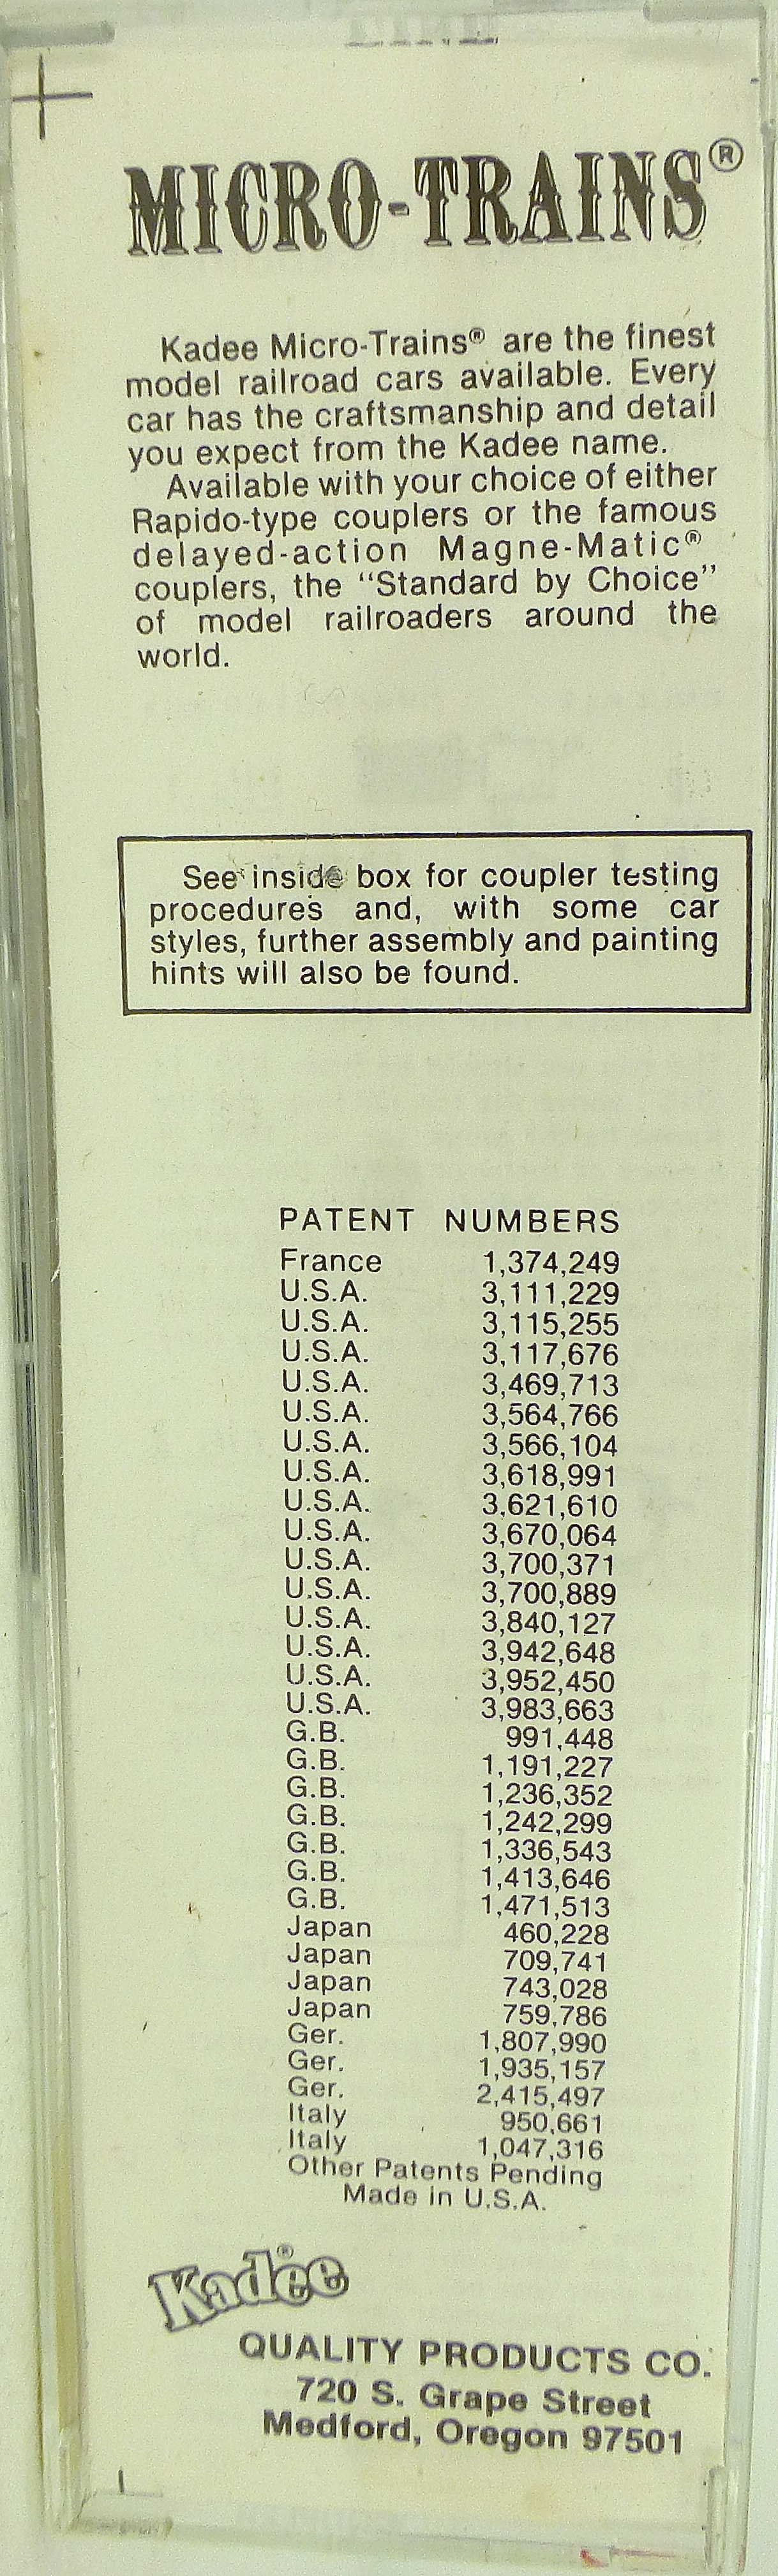 MICRO-TRAINS®
Kadee Micro-Trains® are the finest
model railroad cars available. Every
car has the craftsmanship and detail
you expect from the Kadee name.
Available with your choice of either
Rapido-type couplers or the famous
delayed-action Magne-Matic®
couplers, the “Standard by Choice”
of model railroaders around the
world.
See inside box for coupler testing
procedures and, with some car
styles, further assembly and painting
hints will also be found.
PATENT NUMBERS
France 1,374,249
U.S.A. 3,111,229
U.S.A. 3,115,255
U.S.A. 3,117,676
U.S.A. 3,469,713
U.S.A. 3,564,766
U.S.A. 3,566,104
U.S.A. 3,618,991
U.S.A. 3,621,610
U.S.A. 3,670,064
U.S.A. 3,700,371
U.S.A. 3,700,889
U.S.A. 3,840,127
U.S.A. 3,942,648
U.S.A. 3,952,450
U.S.A. 3,983,663
G.B. 991,448
G.B. 1,191,227
G.B. 1,236,352
G.B. 1,242,299
G.B. 1,336,543
G.B. 1,413,646
G.B. 1,471,513
Japan 460,228
Japan 709,741
Japan 743,028
Japan 759,786
Ger. 1,807,990
Ger. 1,935,157
Ger. 2,415,497
Italy 950,661
Italy 1,047,316
Other Patents Pending
Made in U.S.A.
Kadee®
QUALITY PRODUCTS CO.
720 S. Grape Street
Medford, Oregon 97501